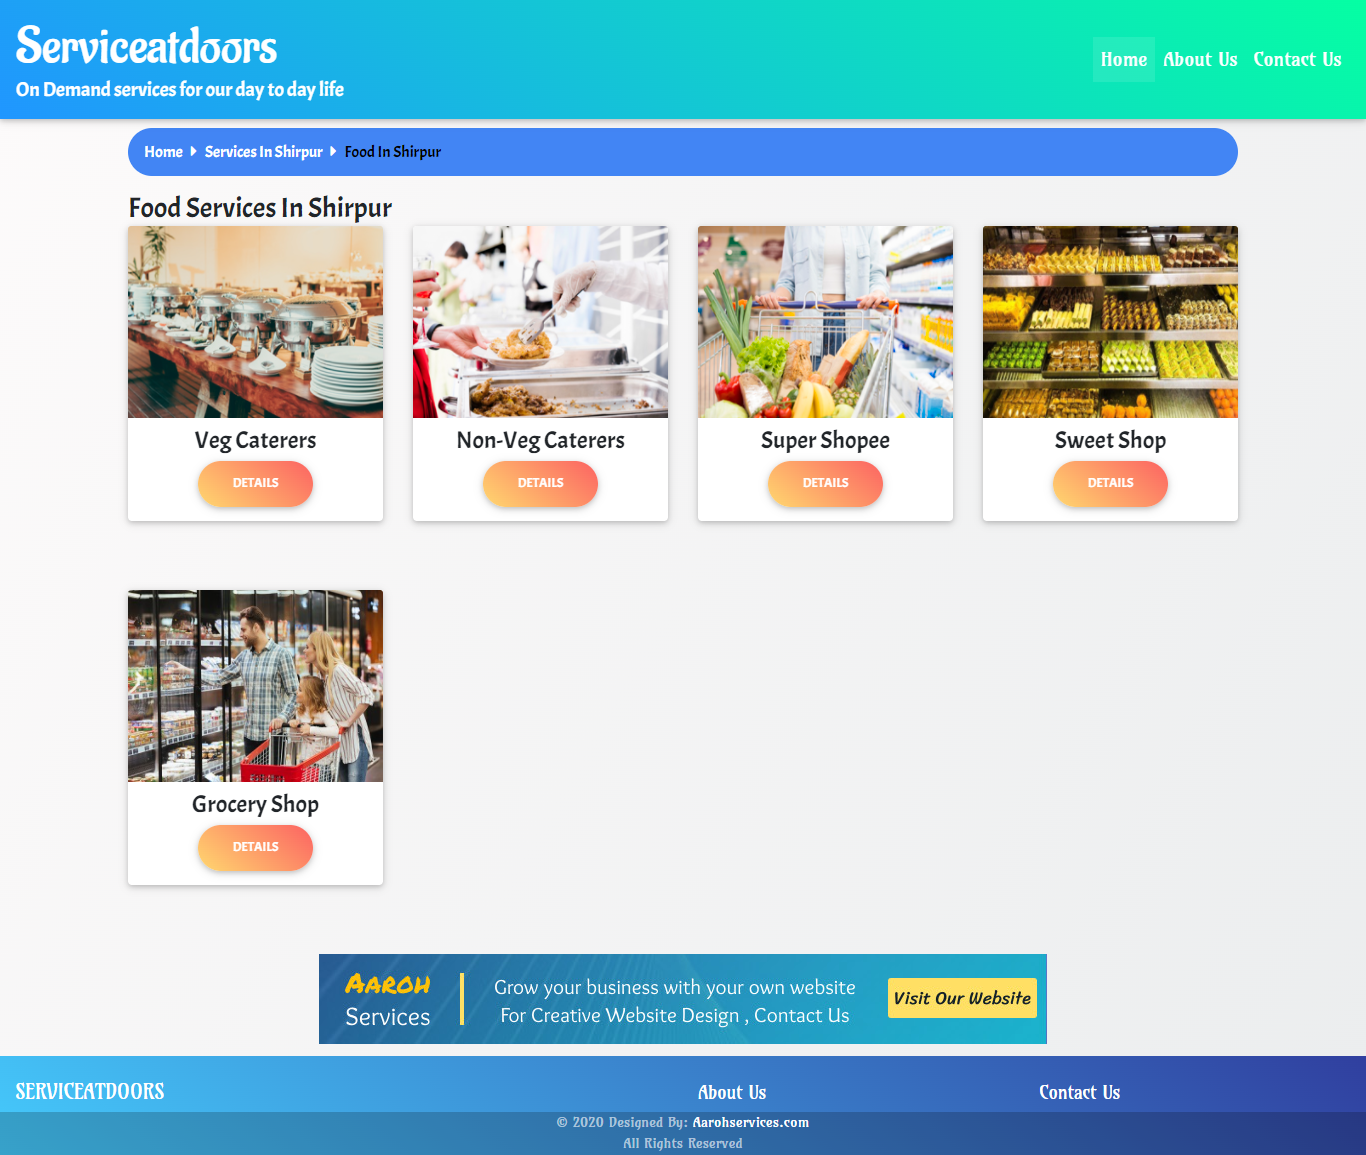 Serviceatdoors
On Demand services for our day to day life
Home About Us Contact Us
Home Services In Shirpur Food In Shirpur
Food Services In Shirpur
Veg Caterers
DETAILS
Non-Veg Caterers
DETAILS
Super Shopee
DETAILS
Sweet Shop
DETAILS
Grocery Shop
DETAILS
Aaroh
Services
Grow your business with your own website
For Creative Website Design , Contact Us
Visit Our Website
SERVICEATDOORS
About Us
Contact Us
© 2020 Designed By: Aarohservices.com
All Rights Reserved